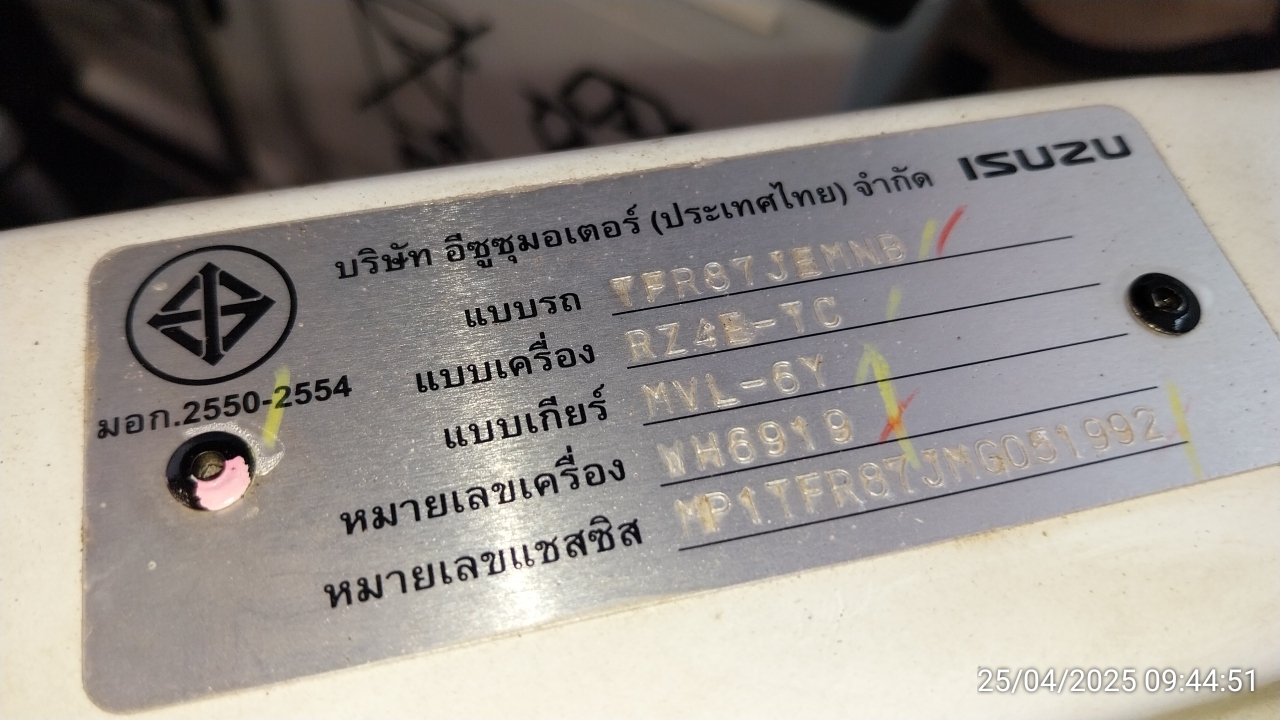 ISUZU
บริษัท อีซูซุมอเตอร์ (ประเทศไทย) จำกัด
แบบรถ TFR87JEMNB
แบบเครื่อง RZ4E-TC
มอก.2550-2554
แบบเกียร์ MVL-6Y
หมายเลขเครื่อง WH6919
หมายเลขแชสซิส MP1TFR87JMG051992
25/04/2025 09:44:51